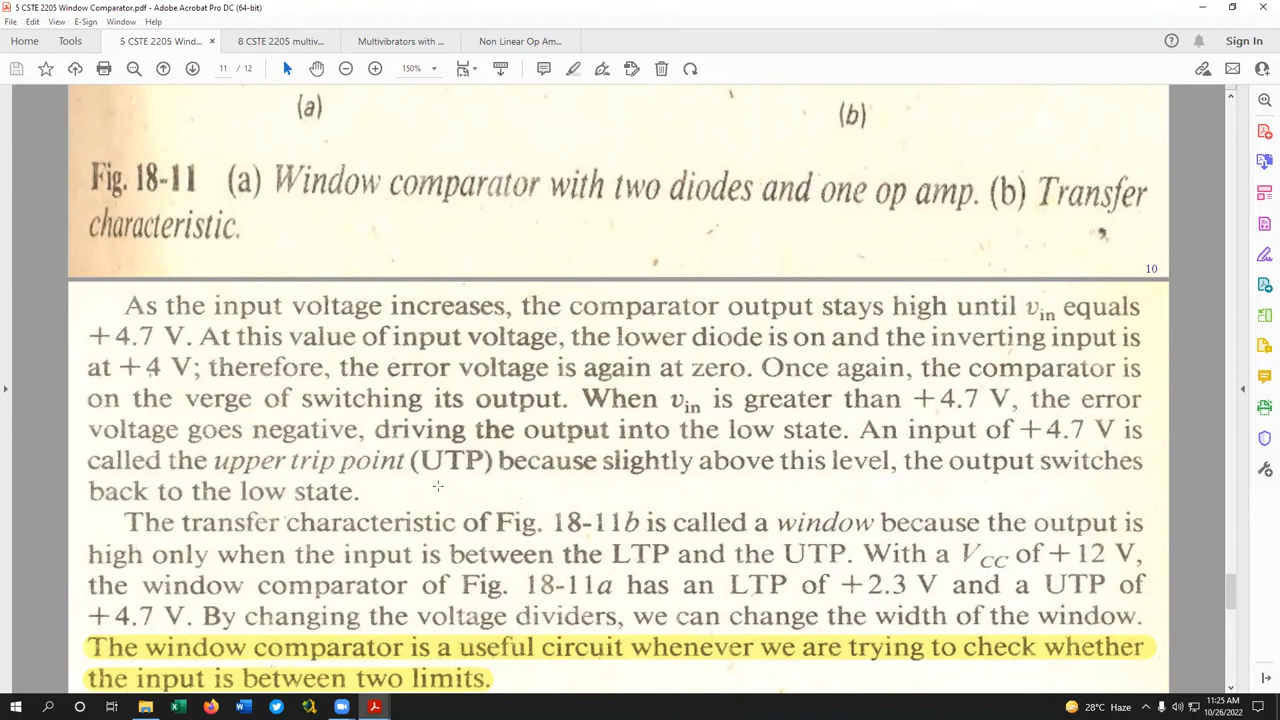 5 CSTE 2205 Window Comparator.pdf - Adobe Acrobat Pro DC (64-bit)
File Edit View E-Sign Window Help
Home Tools 5 CSTE 2205 Wind... × 8 CSTE 2205 multiv... Multivibrators with ... Non Linear Op Am... Sign In
11 / 12 150%
(a) (b)
Fig. 18-11 (a) Window comparator with two diodes and one op amp. (b) Transfer
characteristic.
10
As the input voltage increases, the comparator output stays high until vin equals
+4.7 V. At this value of input voltage, the lower diode is on and the inverting input is
at +4 V; therefore, the error voltage is again at zero. Once again, the comparator is
on the verge of switching its output. When vin is greater than +4.7 V, the error
voltage goes negative, driving the output into the low state. An input of +4.7 V is
called the upper trip point (UTP) because slightly above this level, the output switches
back to the low state.
The transfer characteristic of Fig. 18-11b is called a window because the output is
high only when the input is between the LTP and the UTP. With a VCC of +12 V,
the window comparator of Fig. 18-11a has an LTP of +2.3 V and a UTP of
+4.7 V. By changing the voltage dividers, we can change the width of the window.
The window comparator is a useful circuit whenever we are trying to check whether
the input is between two limits.
28°C Haze 11:25 AM
10/26/2022